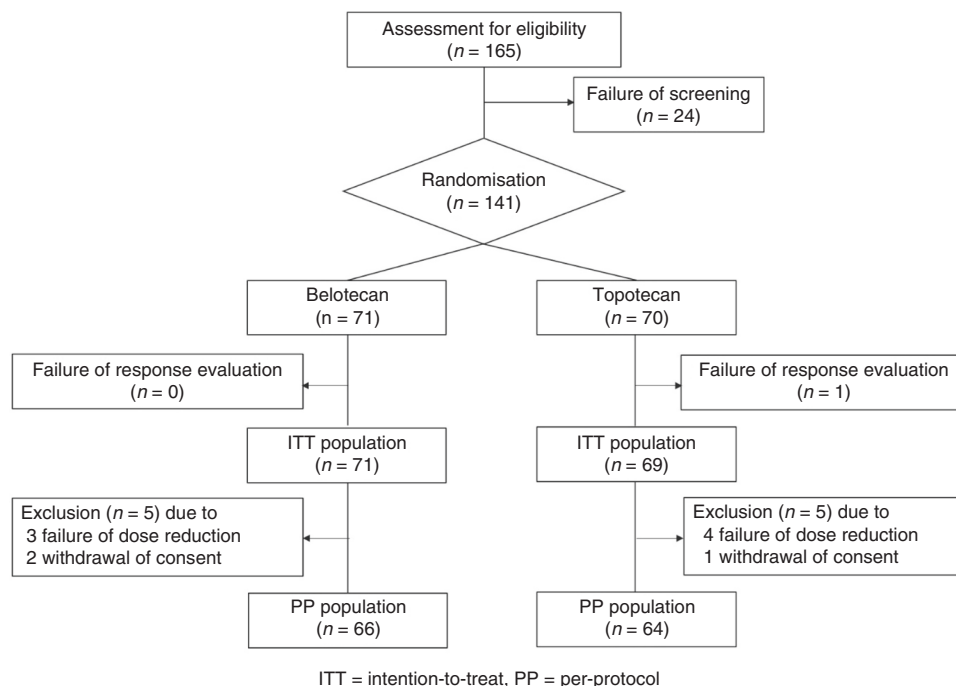 Assessment for eligibility
(n = 165)
Failure of screening
(n = 24)
Randomisation
(n = 141)
Belotecan
(n = 71)
Topotecan
(n = 70)
Failure of response evaluation
(n = 0)
Failure of response evaluation
(n = 1)
ITT population
(n = 71)
ITT population
(n = 69)
Exclusion (n = 5) due to
3 failure of dose reduction
2 withdrawal of consent
Exclusion (n = 5) due to
4 failure of dose reduction
1 withdrawal of consent
PP population
(n = 66)
PP population
(n = 64)
ITT = intention-to-treat, PP = per-protocol